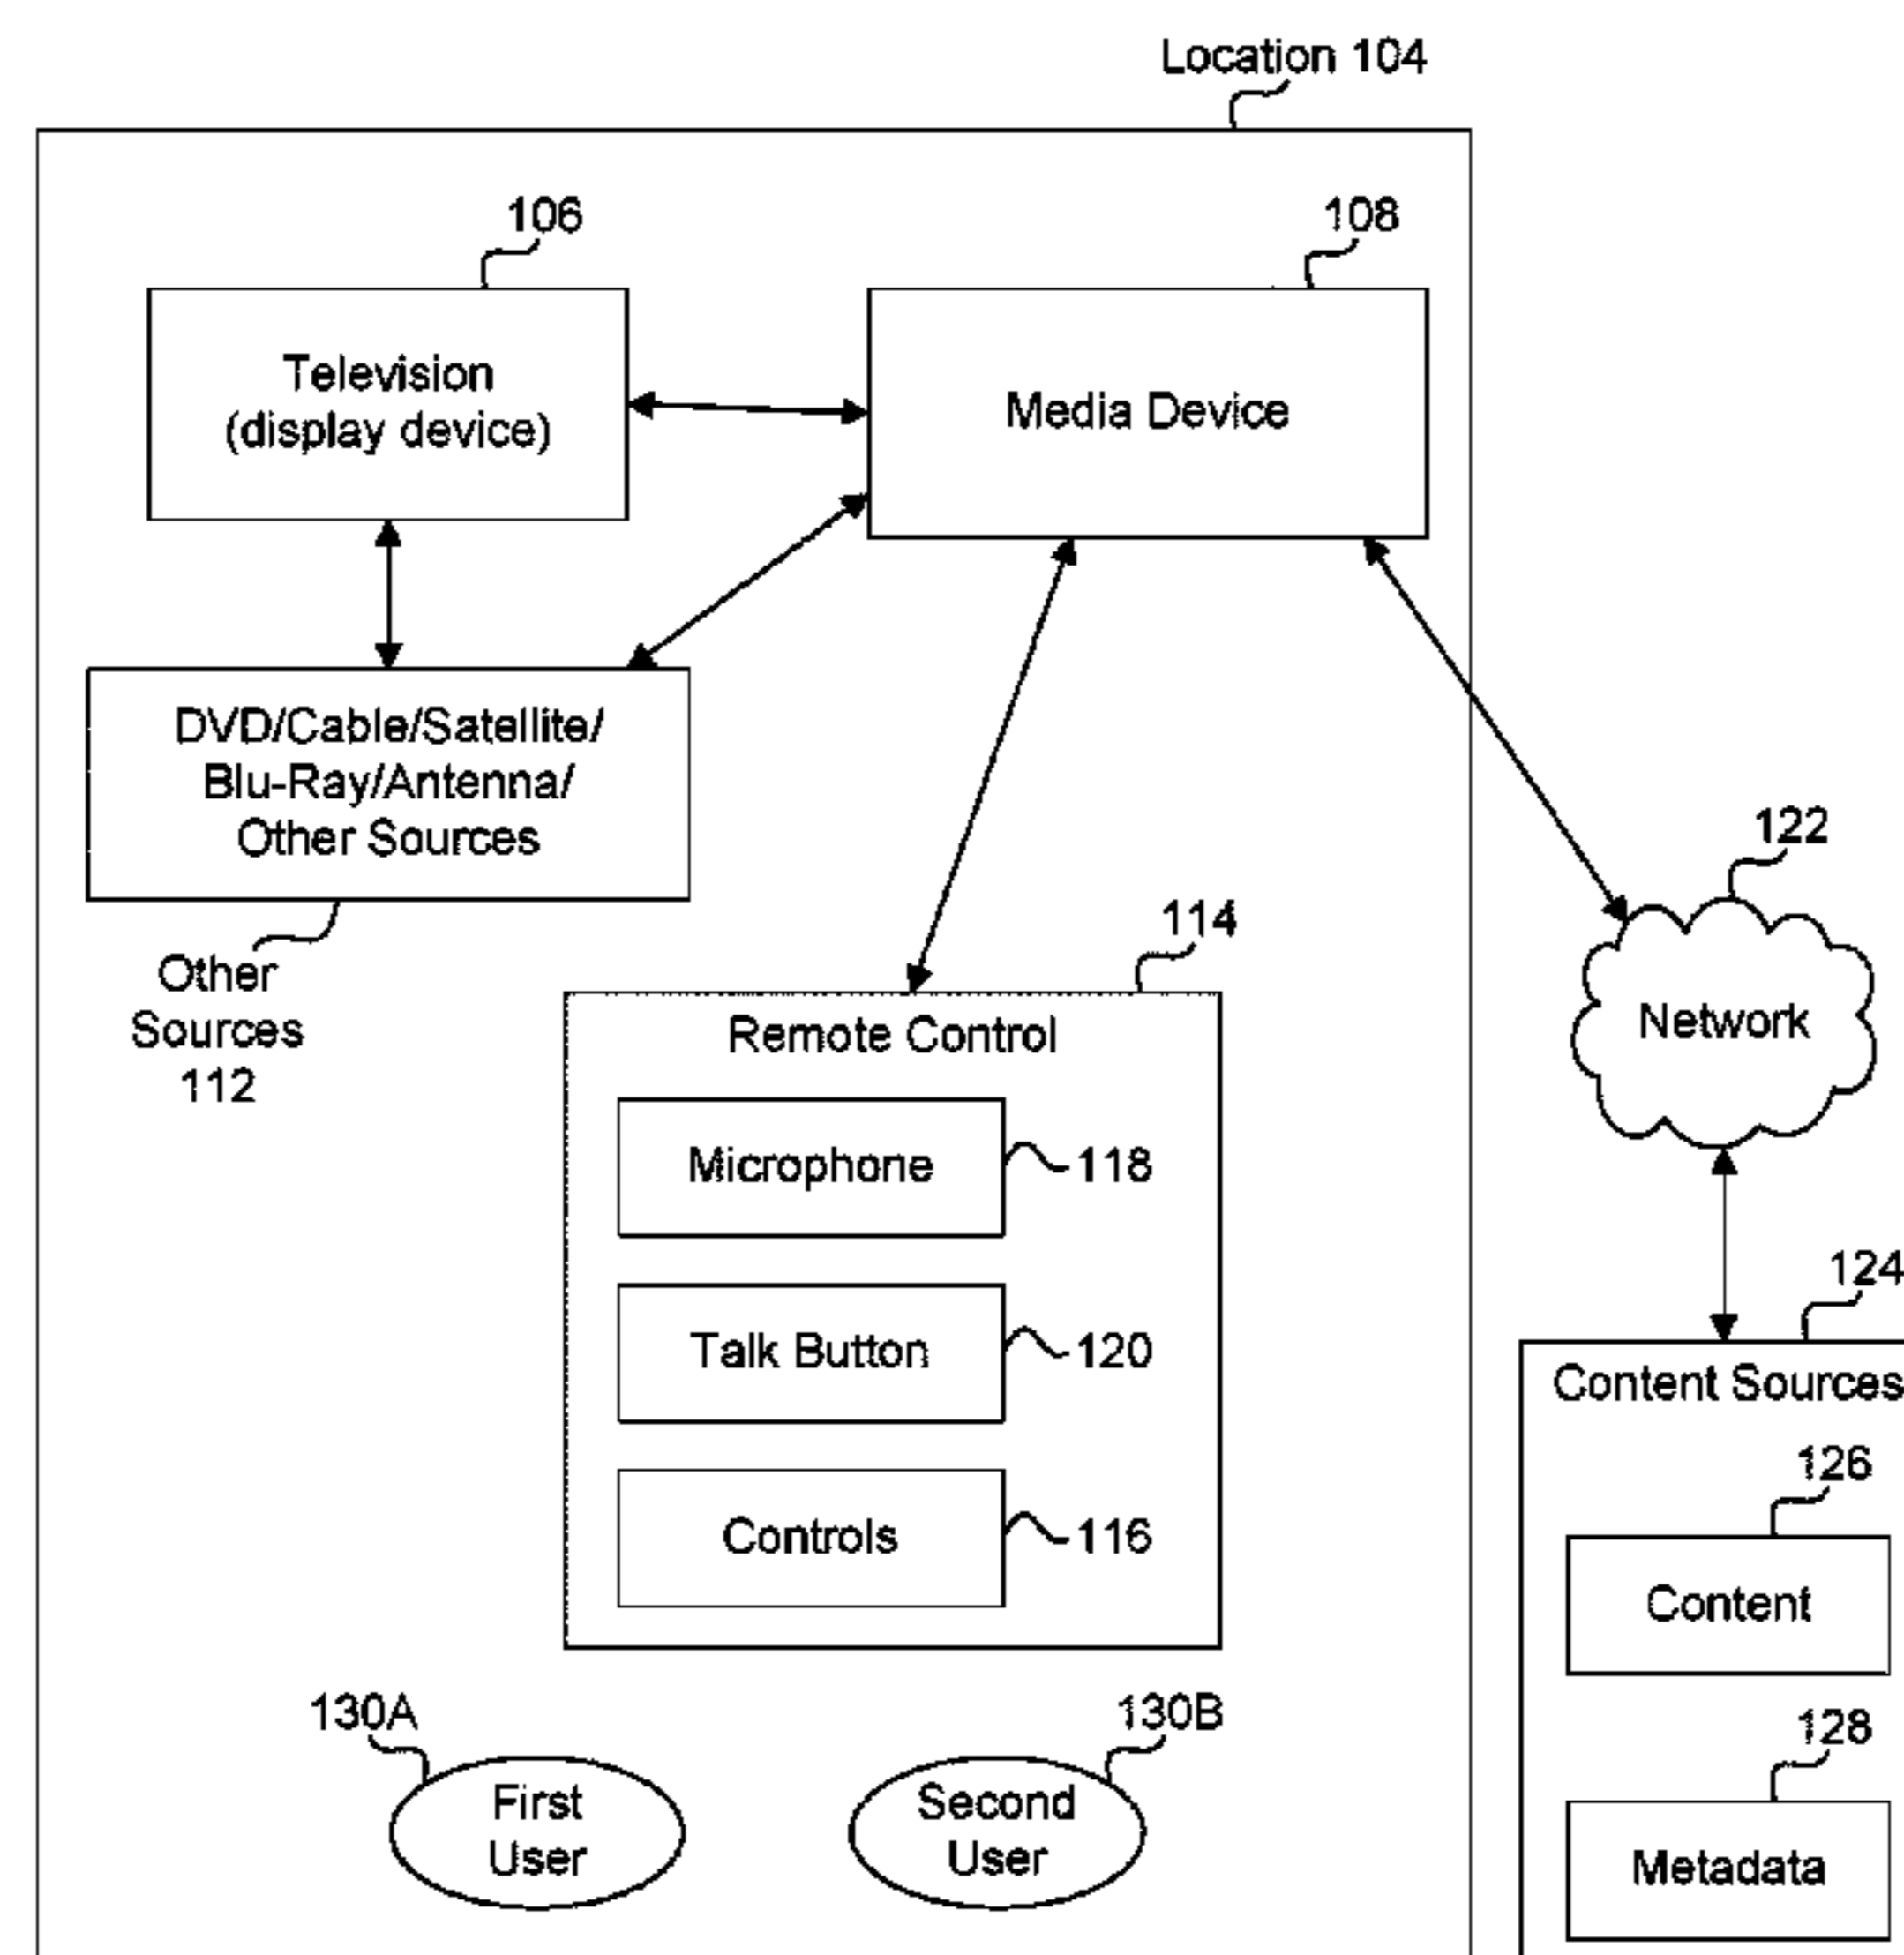 Location 104
106
108
Television
(display device)
Media Device
DVD/Cable/Satellite/
Blu-Ray/Antenna/
Other Sources
Other
Sources
112
122
Network
114
Remote Control
Microphone
118
Talk Button
120
Controls
116
124
Content Sources
126
Content
128
Metadata
130A
First
User
130B
Second
User